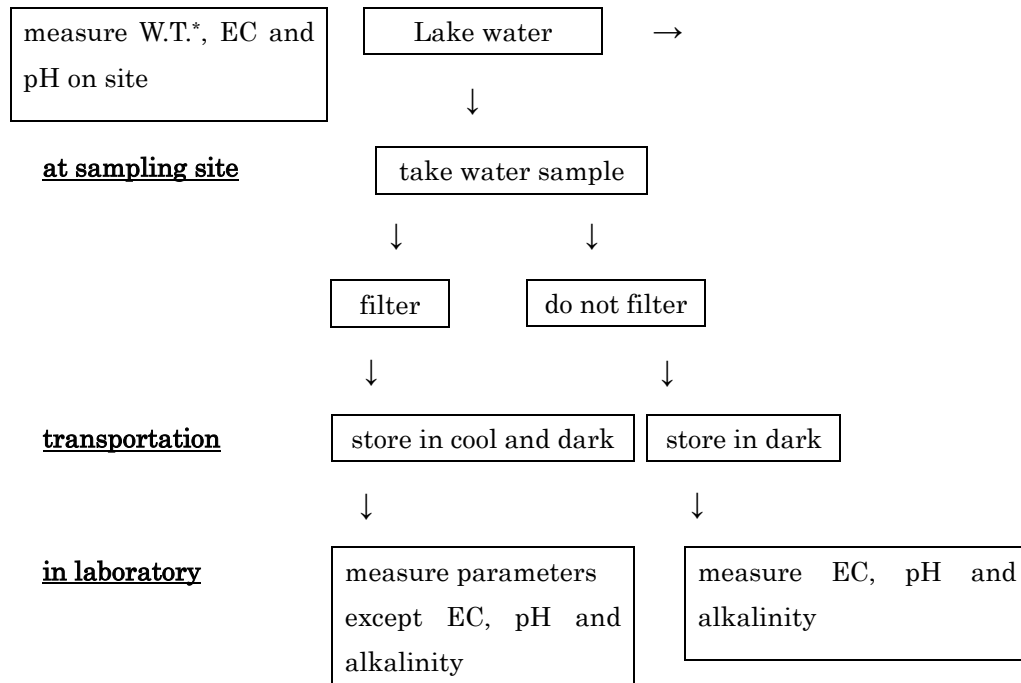 measure W.T.*, EC and
pH on site
Lake water →
↓
at sampling site
take water sample
↓ ↓
filter
do not filter
↓ ↓
transportation
store in cool and dark
store in dark
↓ ↓
in laboratory
measure parameters
except EC, pH and
alkalinity
measure EC, pH and
alkalinity